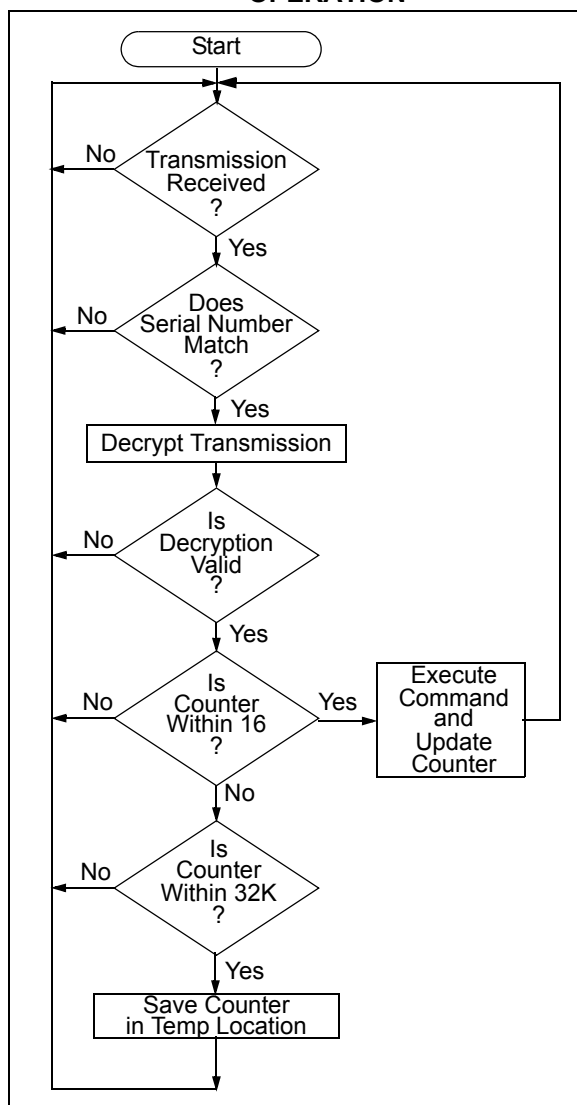 OPERATION
Start
No
Transmission
Received
?
Yes
No
Does
Serial Number
Match
?
Yes
Decrypt Transmission
No
Is
Decryption
Valid
?
Yes
No
Is
Counter
Within 16
?
Yes
Execute
Command
and
Update
Counter
No
No
Is
Counter
Within 32K
?
Yes
Save Counter
in Temp Location